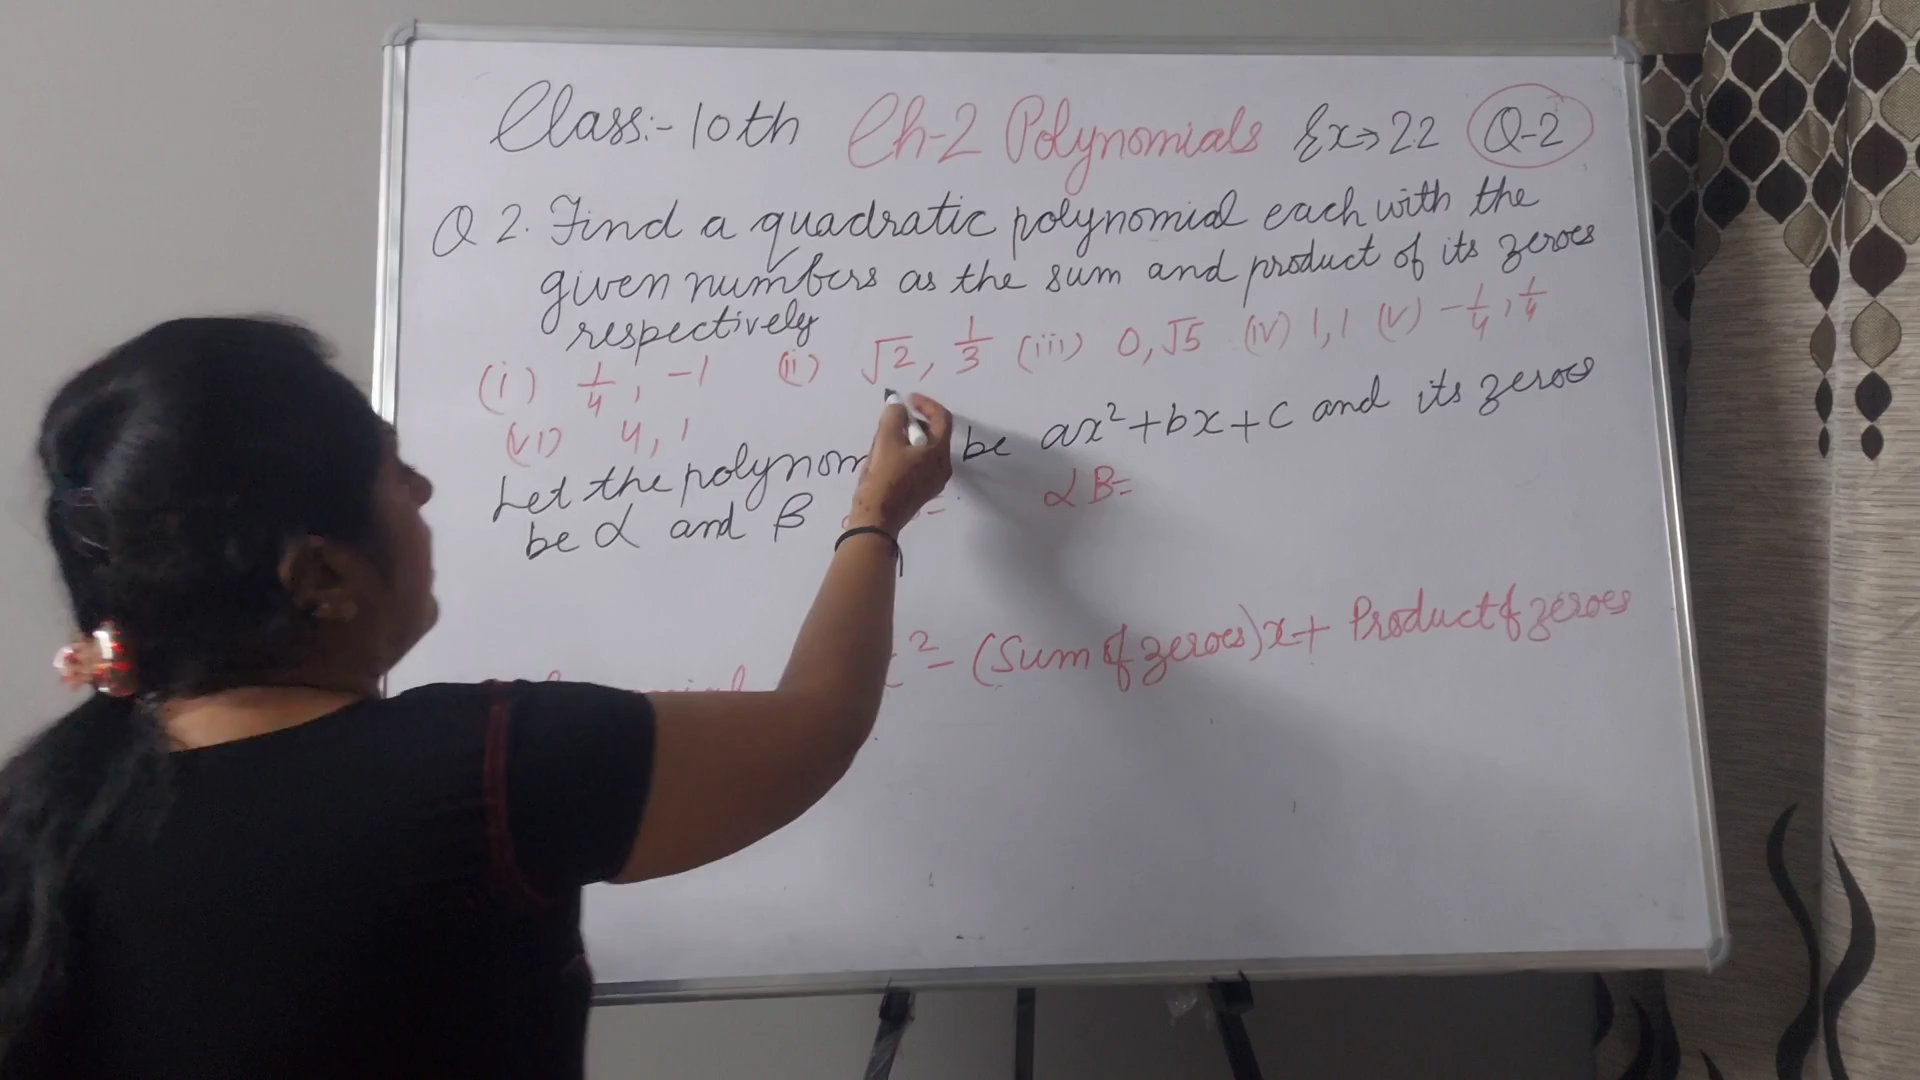 Class:- 10th Ch-2 Polynomials Ex→2.2 Q-2
Q 2. Find a quadratic polynomial each with the
given numbers as the sum and product of its zeroes
respectively
(i) 1/4, -1 (ii) √2, 1/3 (iii) 0, √5 (iv) 1, 1 (v) -1/4, 1/4
(vi) 4, 1
Let the polynom be ax²+bx+c and its zeroes
be α and β = αB=
x²-(Sum of zeroes)x+ Product of zeroes